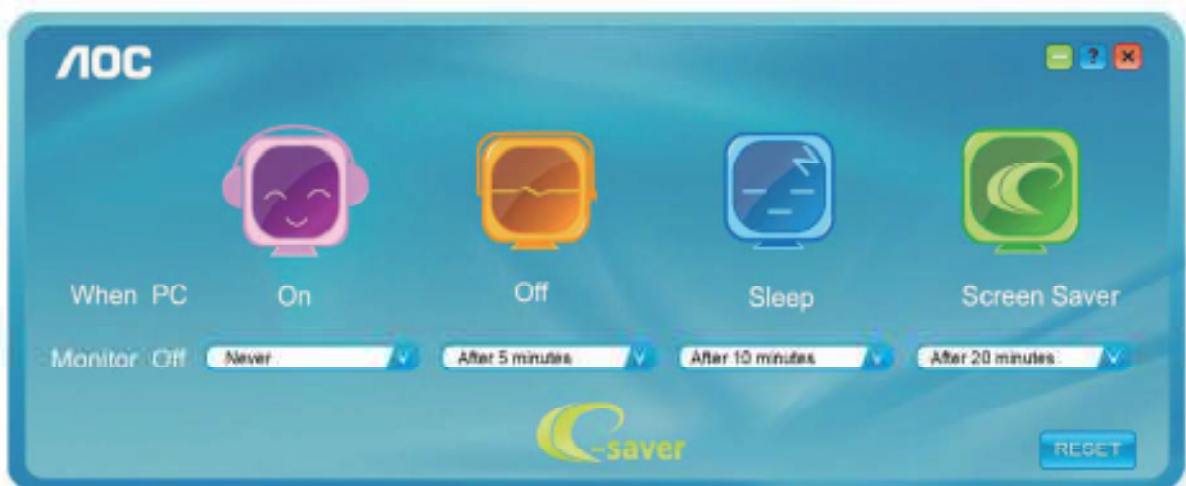 AOC
?
When PC On Off Sleep Screen Saver
Monitor Off Never After 5 minutes After 10 minutes After 20 minutes
e-saver
RESET